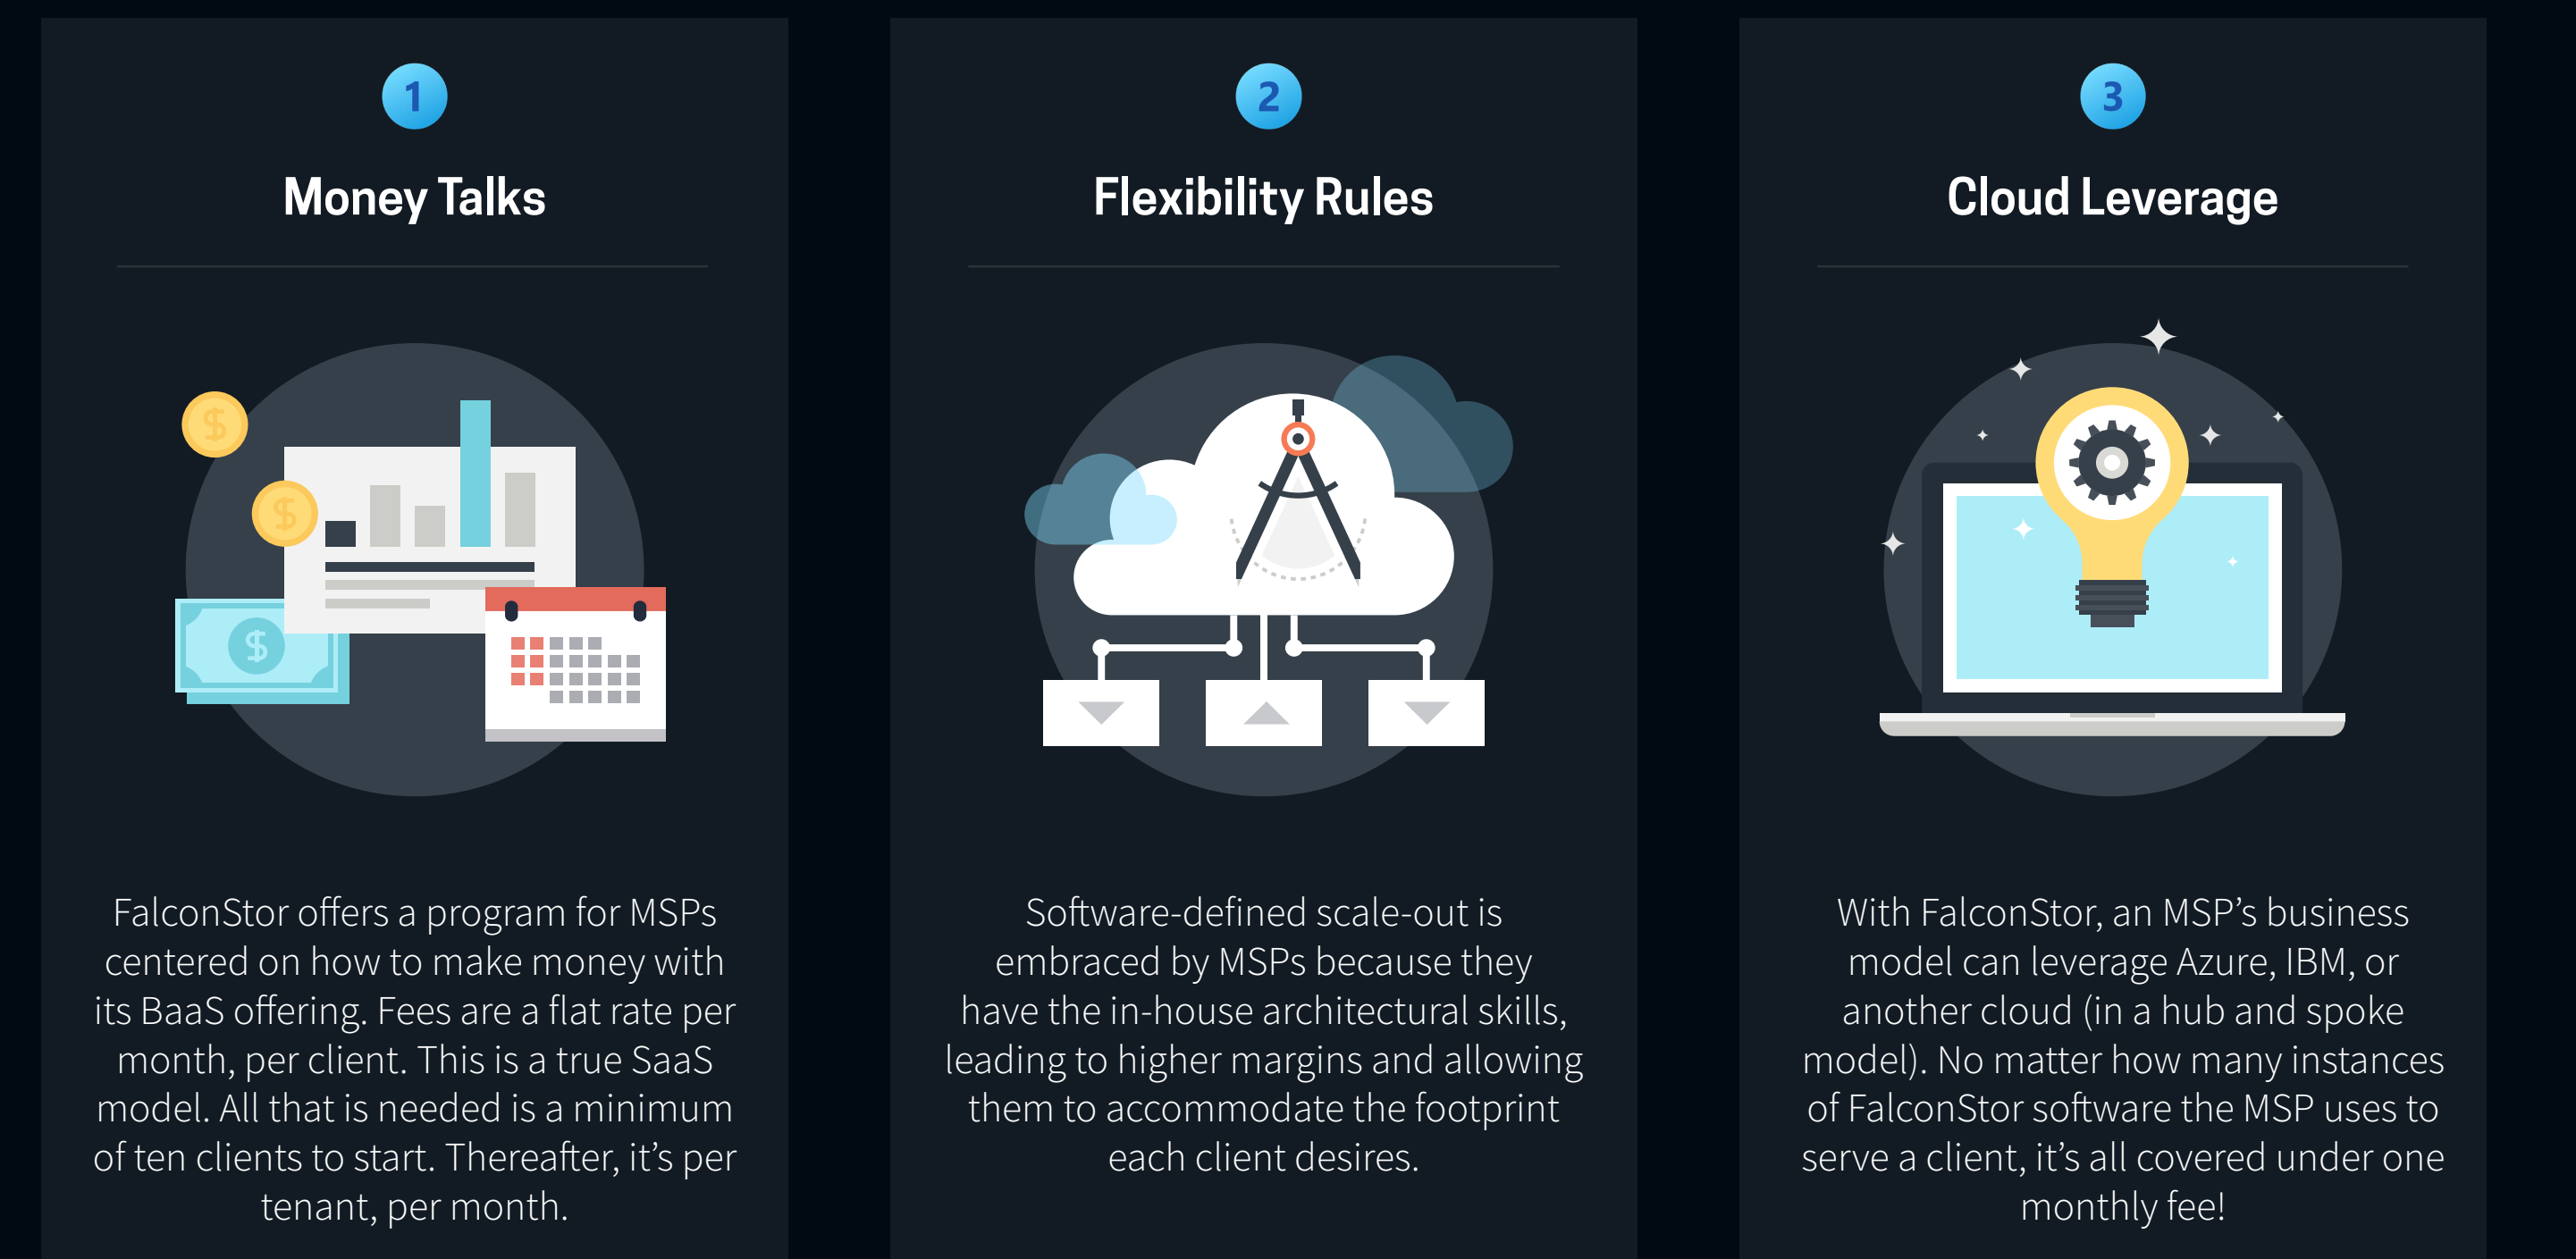 1
Money Talks
$
$
$
FalconStor offers a program for MSPs
centered on how to make money with
its BaaS offering. Fees are a flat rate per
month, per client. This is a true SaaS
model. All that is needed is a minimum
of ten clients to start. Thereafter, it’s per
tenant, per month.
2
Flexibility Rules
Software-defined scale-out is
embraced by MSPs because they
have the in-house architectural skills,
leading to higher margins and allowing
them to accommodate the footprint
each client desires.
3
Cloud Leverage
With FalconStor, an MSP’s business
model can leverage Azure, IBM, or
another cloud (in a hub and spoke
model). No matter how many instances
of FalconStor software the MSP uses to
serve a client, it’s all covered under one
monthly fee!